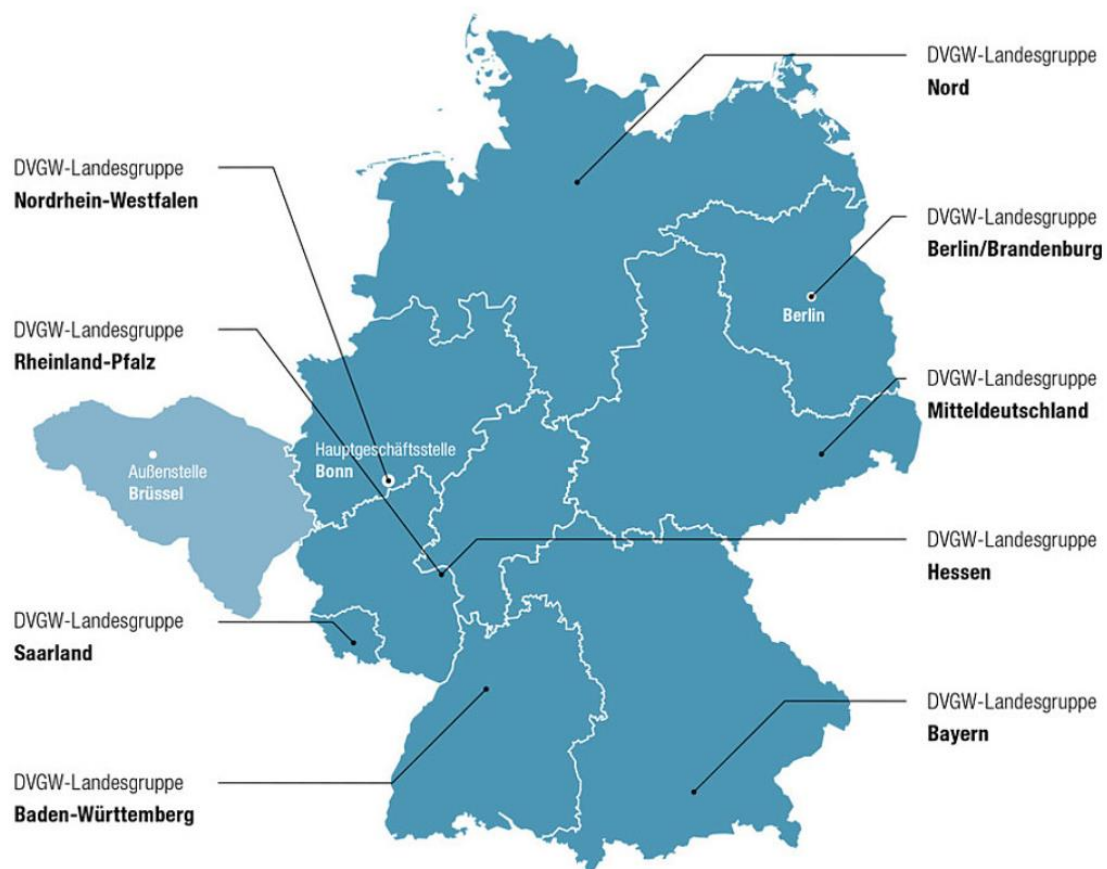 DVGW-Landesgruppe
Nord
DVGW-Landesgruppe
Nordrhein-Westfalen
DVGW-Landesgruppe
Berlin/Brandenburg
Berlin
DVGW-Landesgruppe
Rheinland-Pfalz
DVGW-Landesgruppe
Mitteldeutschland
Hauptgeschäftsstelle
Bonn
Außenstelle
Brüssel
DVGW-Landesgruppe
Hessen
DVGW-Landesgruppe
Saarland
DVGW-Landesgruppe
Bayern
DVGW-Landesgruppe
Baden-Württemberg